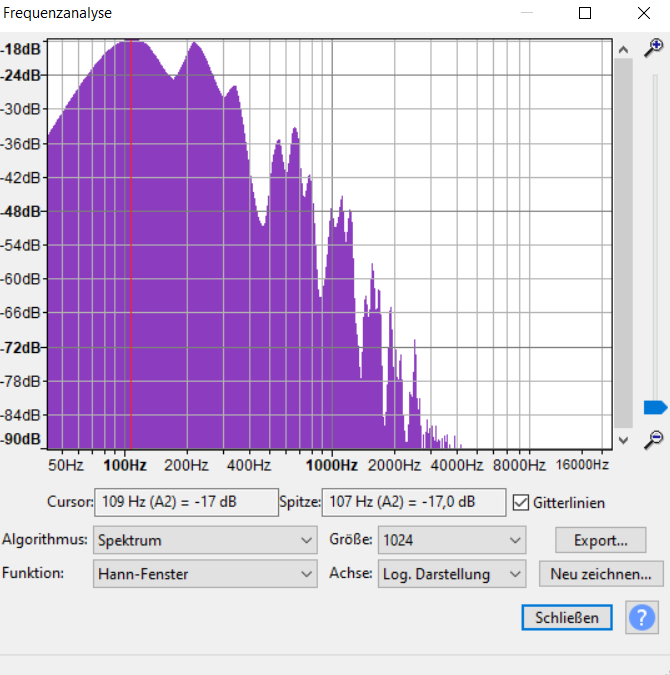 Frequenzanalyse
-18dB
-24dB
-30dB
-36dB
-42dB
-48dB
-54dB
-60dB
-66dB
-72dB
-78dB
-84dB
-90dB
50Hz 100Hz 200Hz 400Hz 1000Hz 2000Hz 4000Hz 8000Hz 16000Hz
Cursor: 109 Hz (A2) = -17 dB Spitze: 107 Hz (A2) = -17,0 dB Gitterlinien
Algorithmus: Spektrum Größe: 1024 Export...
Funktion: Hann-Fenster Achse: Log. Darstellung Neu zeichnen...
Schließen ?